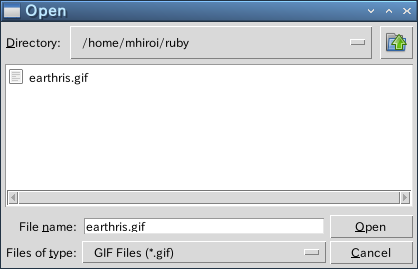 Open
Directory: /home/mhiroi/ruby
earthris.gif
File name: earthris.gif Open
Files of type: GIF Files (*.gif) Cancel